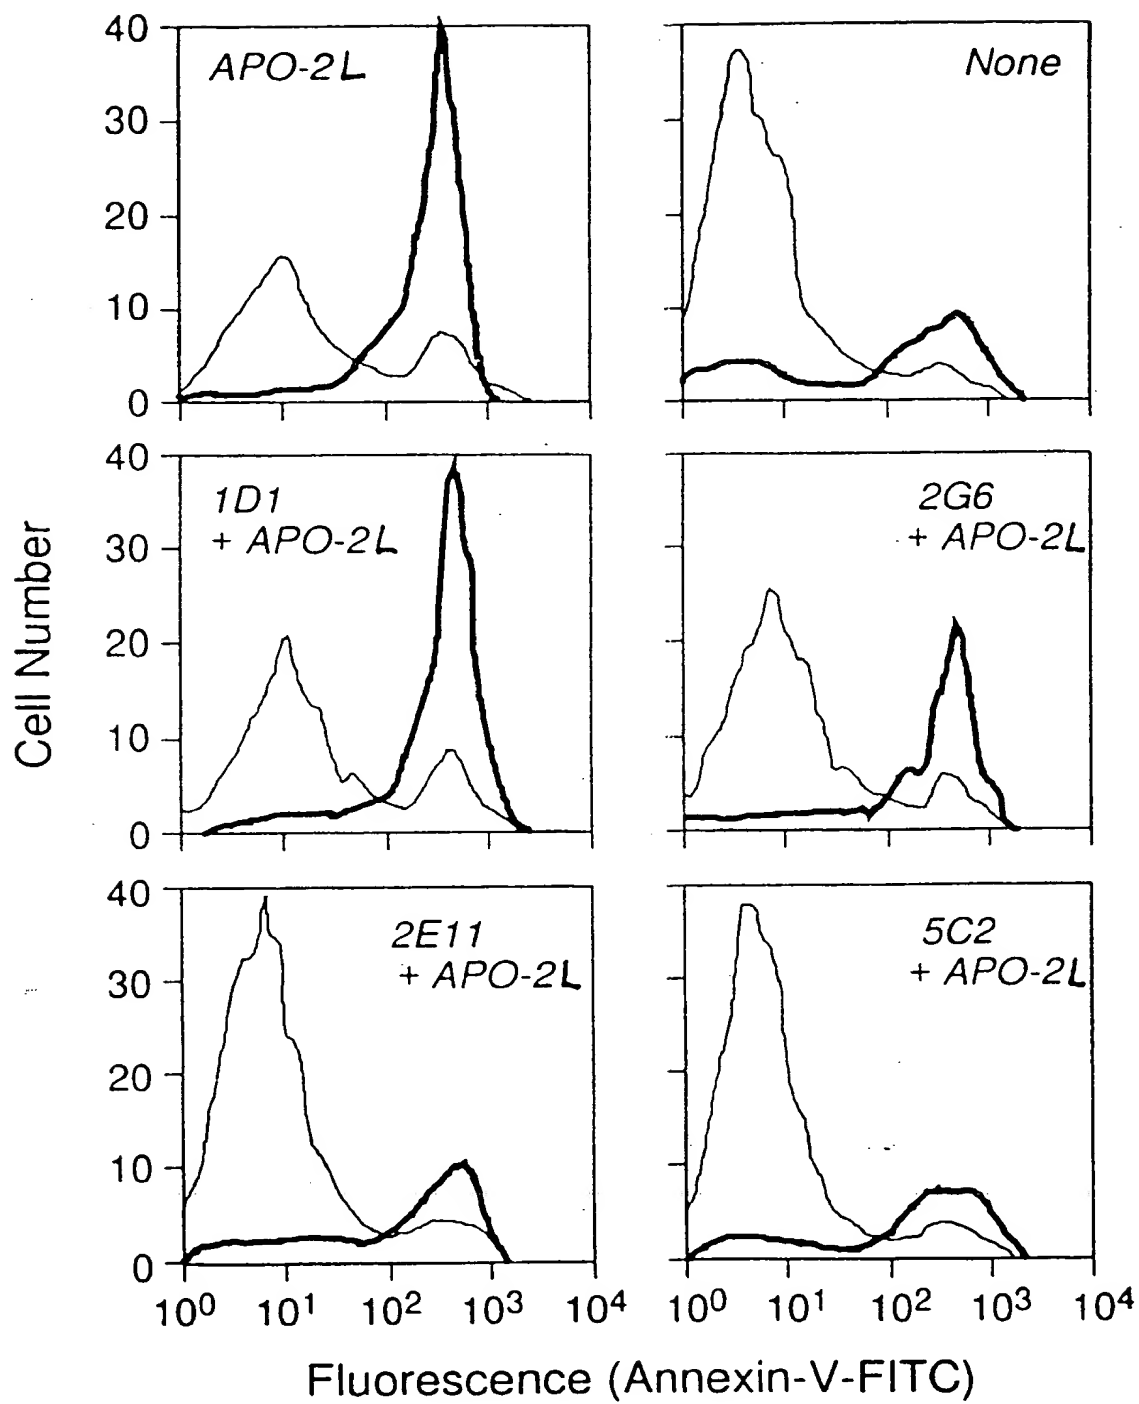 APO-2L
None
40
30
20
10
0
1D1
+ APO-2L
2G6
+ APO-2L
40
30
20
10
0
2E11
+ APO-2L
5C2
+ APO-2L
40
30
20
10
0
10⁰ 10¹ 10² 10³ 10⁴
10⁰ 10¹ 10² 10³ 10⁴
Cell Number
Fluorescence (Annexin-V-FITC)